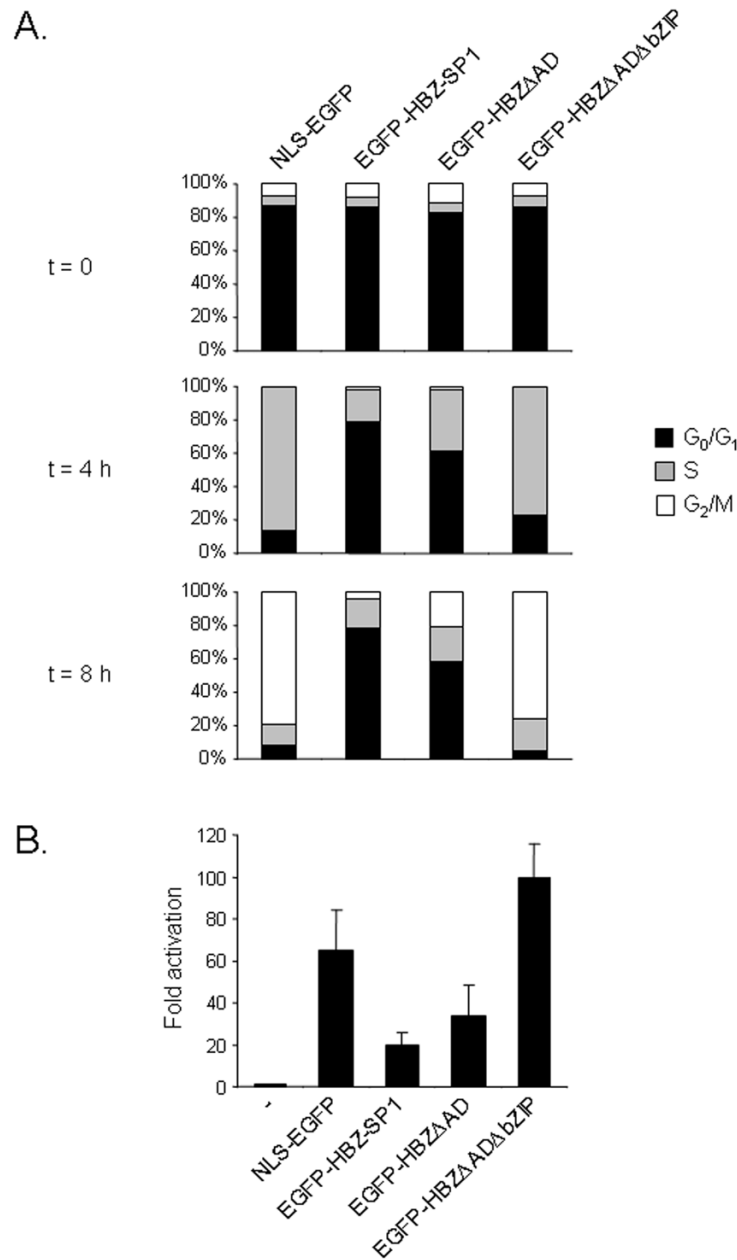 A.
NLS-EGFP
EGFP-HBZ-SP1
EGFP-HBZΔAD
EGFP-HBZΔADΔbZIP
t = 0
100%
80%
60%
40%
20%
0%
t = 4 h
100%
80%
60%
40%
20%
0%
G0/G1
S
G2/M
t = 8 h
100%
80%
60%
40%
20%
0%
B.
Fold activation
120
100
80
60
40
20
0
-
NLS-EGFP
EGFP-HBZ-SP1
EGFP-HBZΔAD
EGFP-HBZΔADΔbZIP